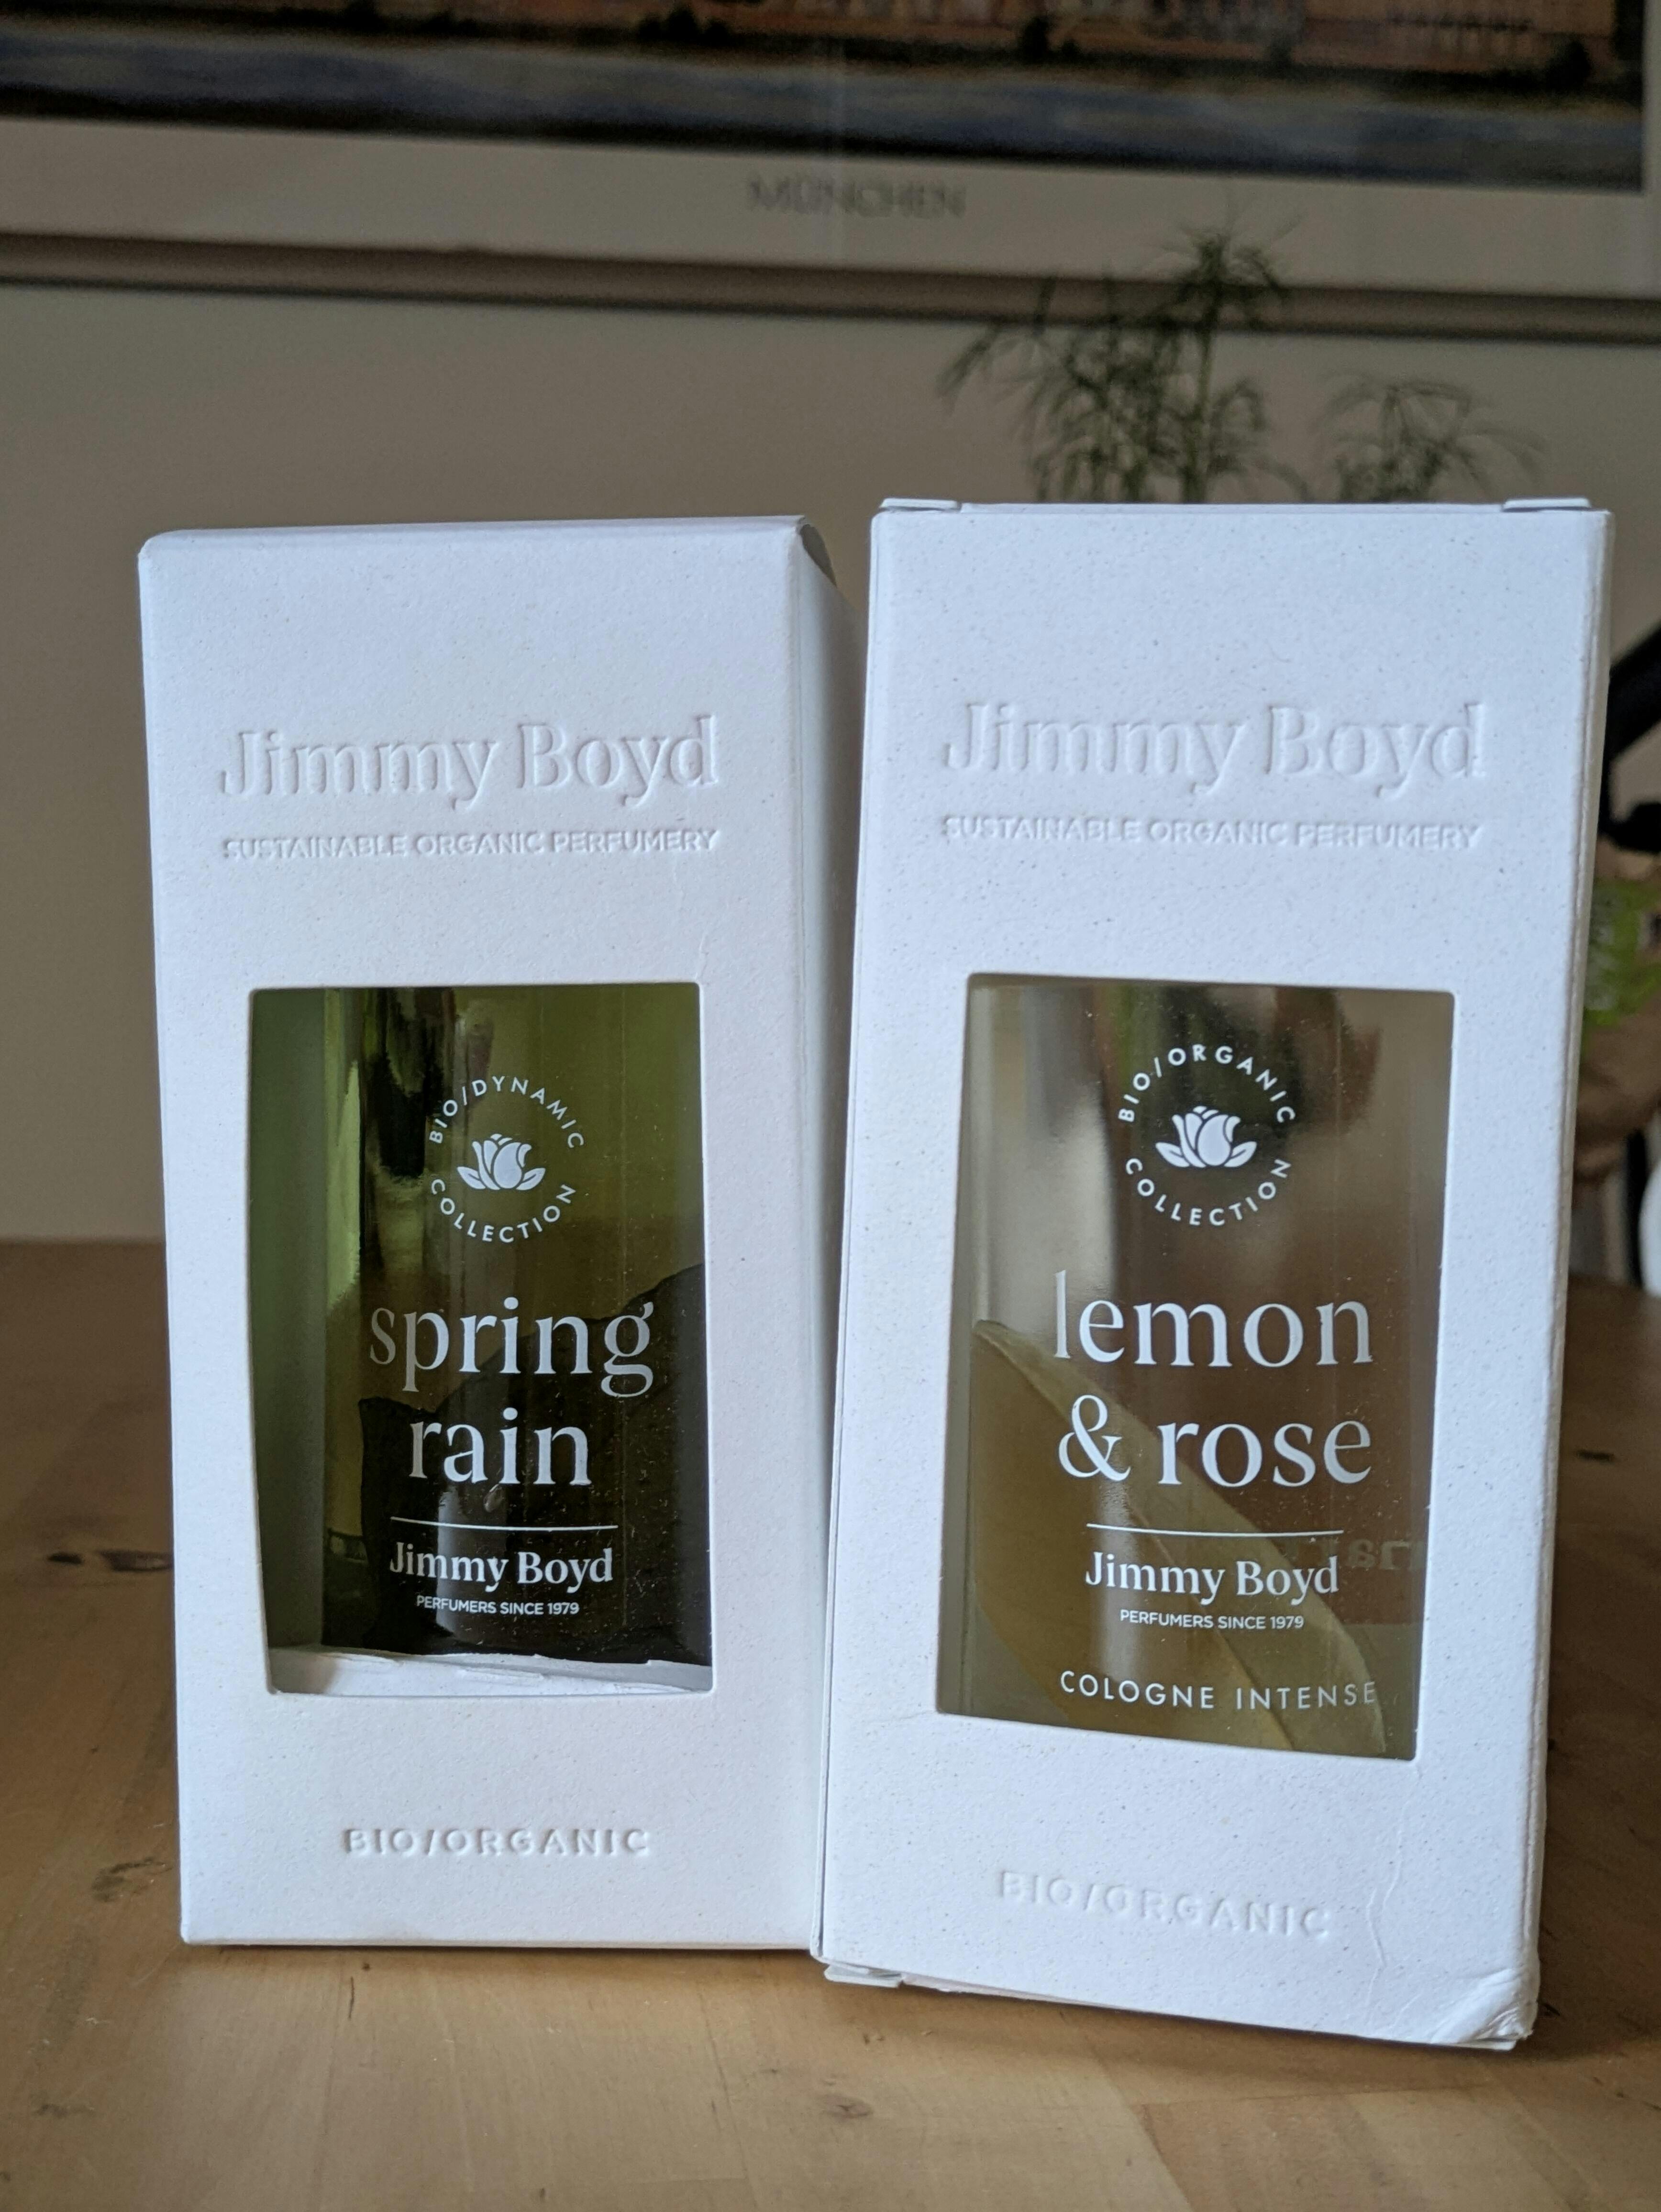 MÜNCHEN
Jimmy Boyd
SUSTAINABLE ORGANIC PERFUMERY
BIO/DYNAMIC
COLLECTION
spring
rain
Jimmy Boyd
PERFUMERS SINCE 1979
BIO/ORGANIC
Jimmy Boyd
SUSTAINABLE ORGANIC PERFUMERY
BIO/ORGANIC
COLLECTION
lemon
& rose
Jimmy Boyd
PERFUMERS SINCE 1979
COLOGNE INTENSE
BIO/ORGANIC